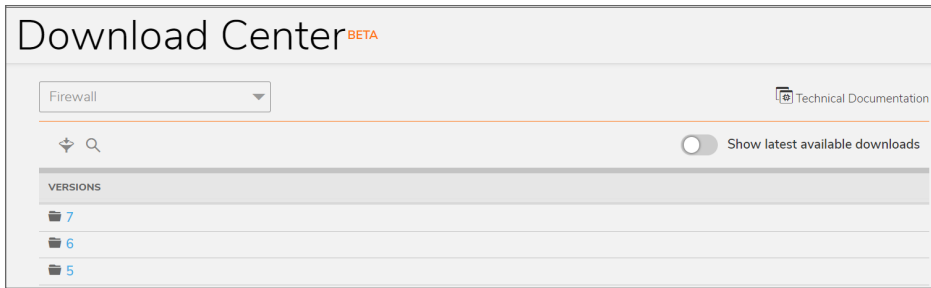 Download Center BETA
Firewall
Technical Documentation
Show latest available downloads
VERSIONS
7
6
5